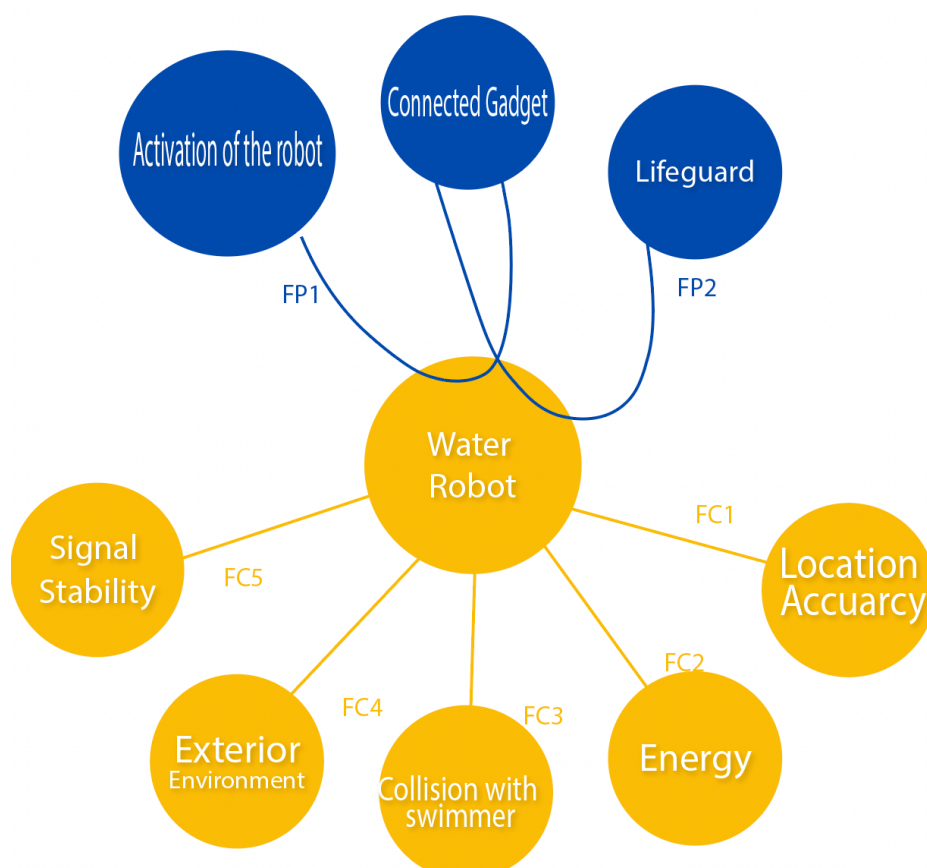 Connected Gadget
Activation of the robot
Lifeguard
FP1
FP2
Water
Robot
FC1
Signal
Stability
FC5
Location
Accuarcy
FC2
FC4
FC3
Exterior
Environment
Energy
Collision with
swimmer